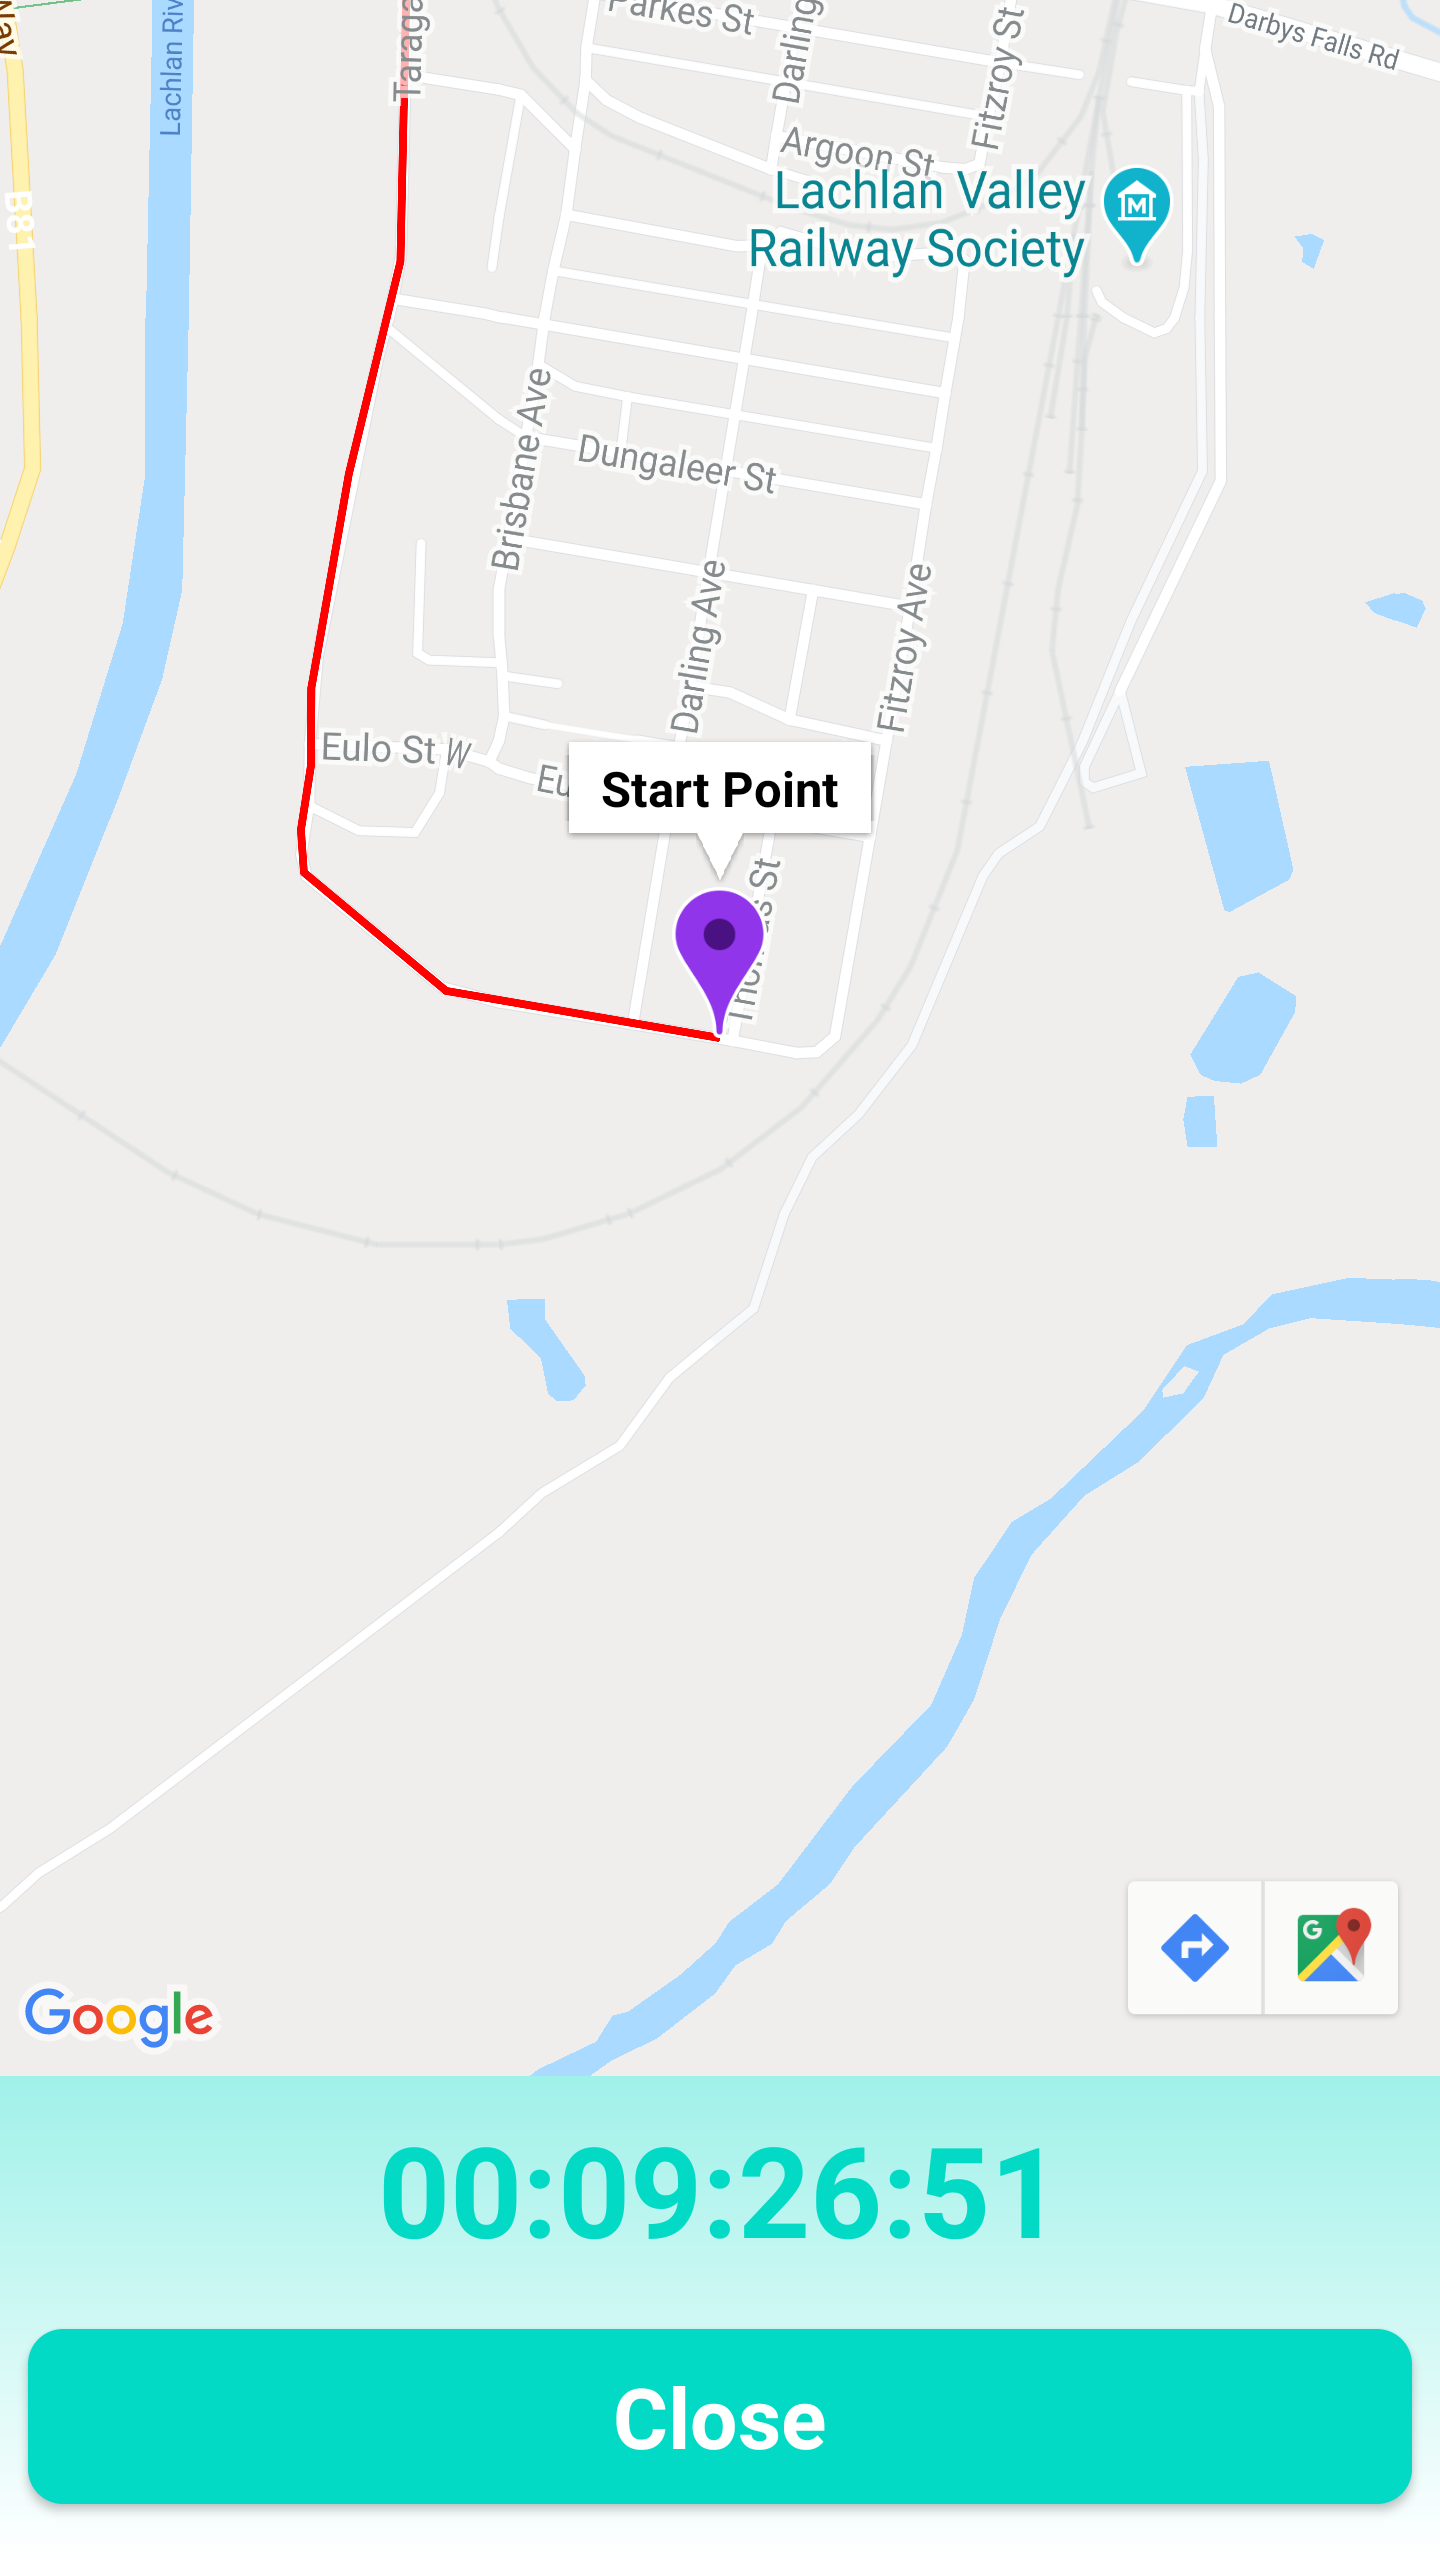 Parkes St
Darling
Fitzroy St
Darbys Falls Rd
Lachlan Riv
Taraga
B81
Argoon St
Lachlan Valley
Railway Society
Brisbane Ave
Dungaleer St
Darling Ave
Fitzroy Ave
Eulo St W
Eu
Start Point
Google
00:09:26:51
Close